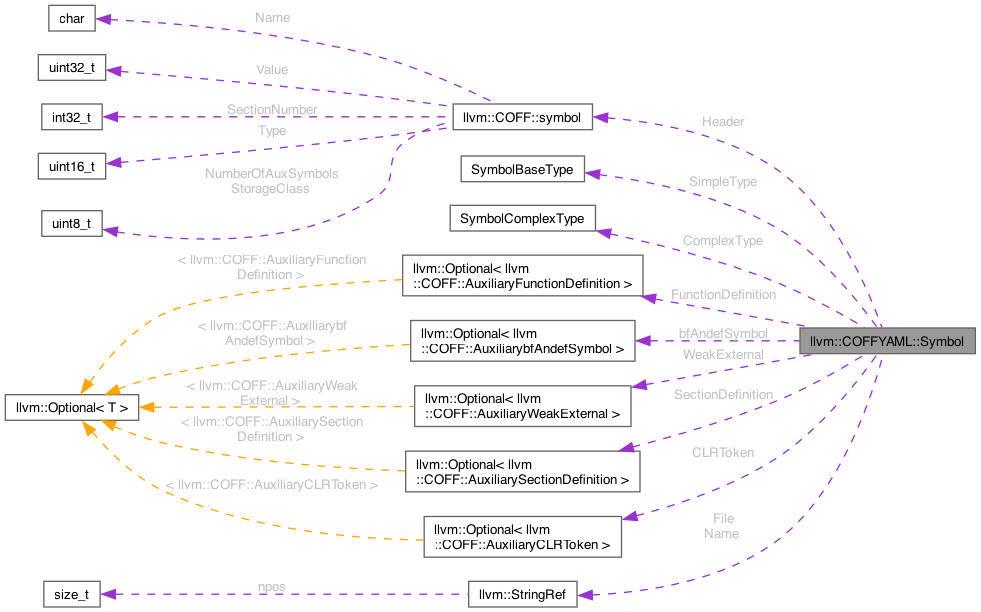 char
Name
uint32_t
Value
int32_t
SectionNumber
llvm::COFF::symbol
Header
Type
uint16_t
NumberOfAuxSymbols
StorageClass
SymbolBaseType
SimpleType
uint8_t
SymbolComplexType
ComplexType
< llvm::COFF::AuxiliaryFunction
Definition >
llvm::Optional< llvm
::COFF::AuxiliaryFunctionDefinition >
FunctionDefinition
< llvm::COFF::Auxiliarybf
AndefSymbol >
llvm::Optional< llvm
::COFF::AuxiliarybfAndefSymbol >
bfAndefSymbol
llvm::COFFYAML::Symbol
WeakExternal
< llvm::COFF::AuxiliaryWeak
External >
llvm::Optional< llvm
::COFF::AuxiliaryWeakExternal >
SectionDefinition
llvm::Optional< T >
< llvm::COFF::AuxiliarySection
Definition >
llvm::Optional< llvm
::COFF::AuxiliarySectionDefinition >
CLRToken
< llvm::COFF::AuxiliaryCLRToken >
llvm::Optional< llvm
::COFF::AuxiliaryCLRToken >
File
Name
size_t
npos
llvm::StringRef